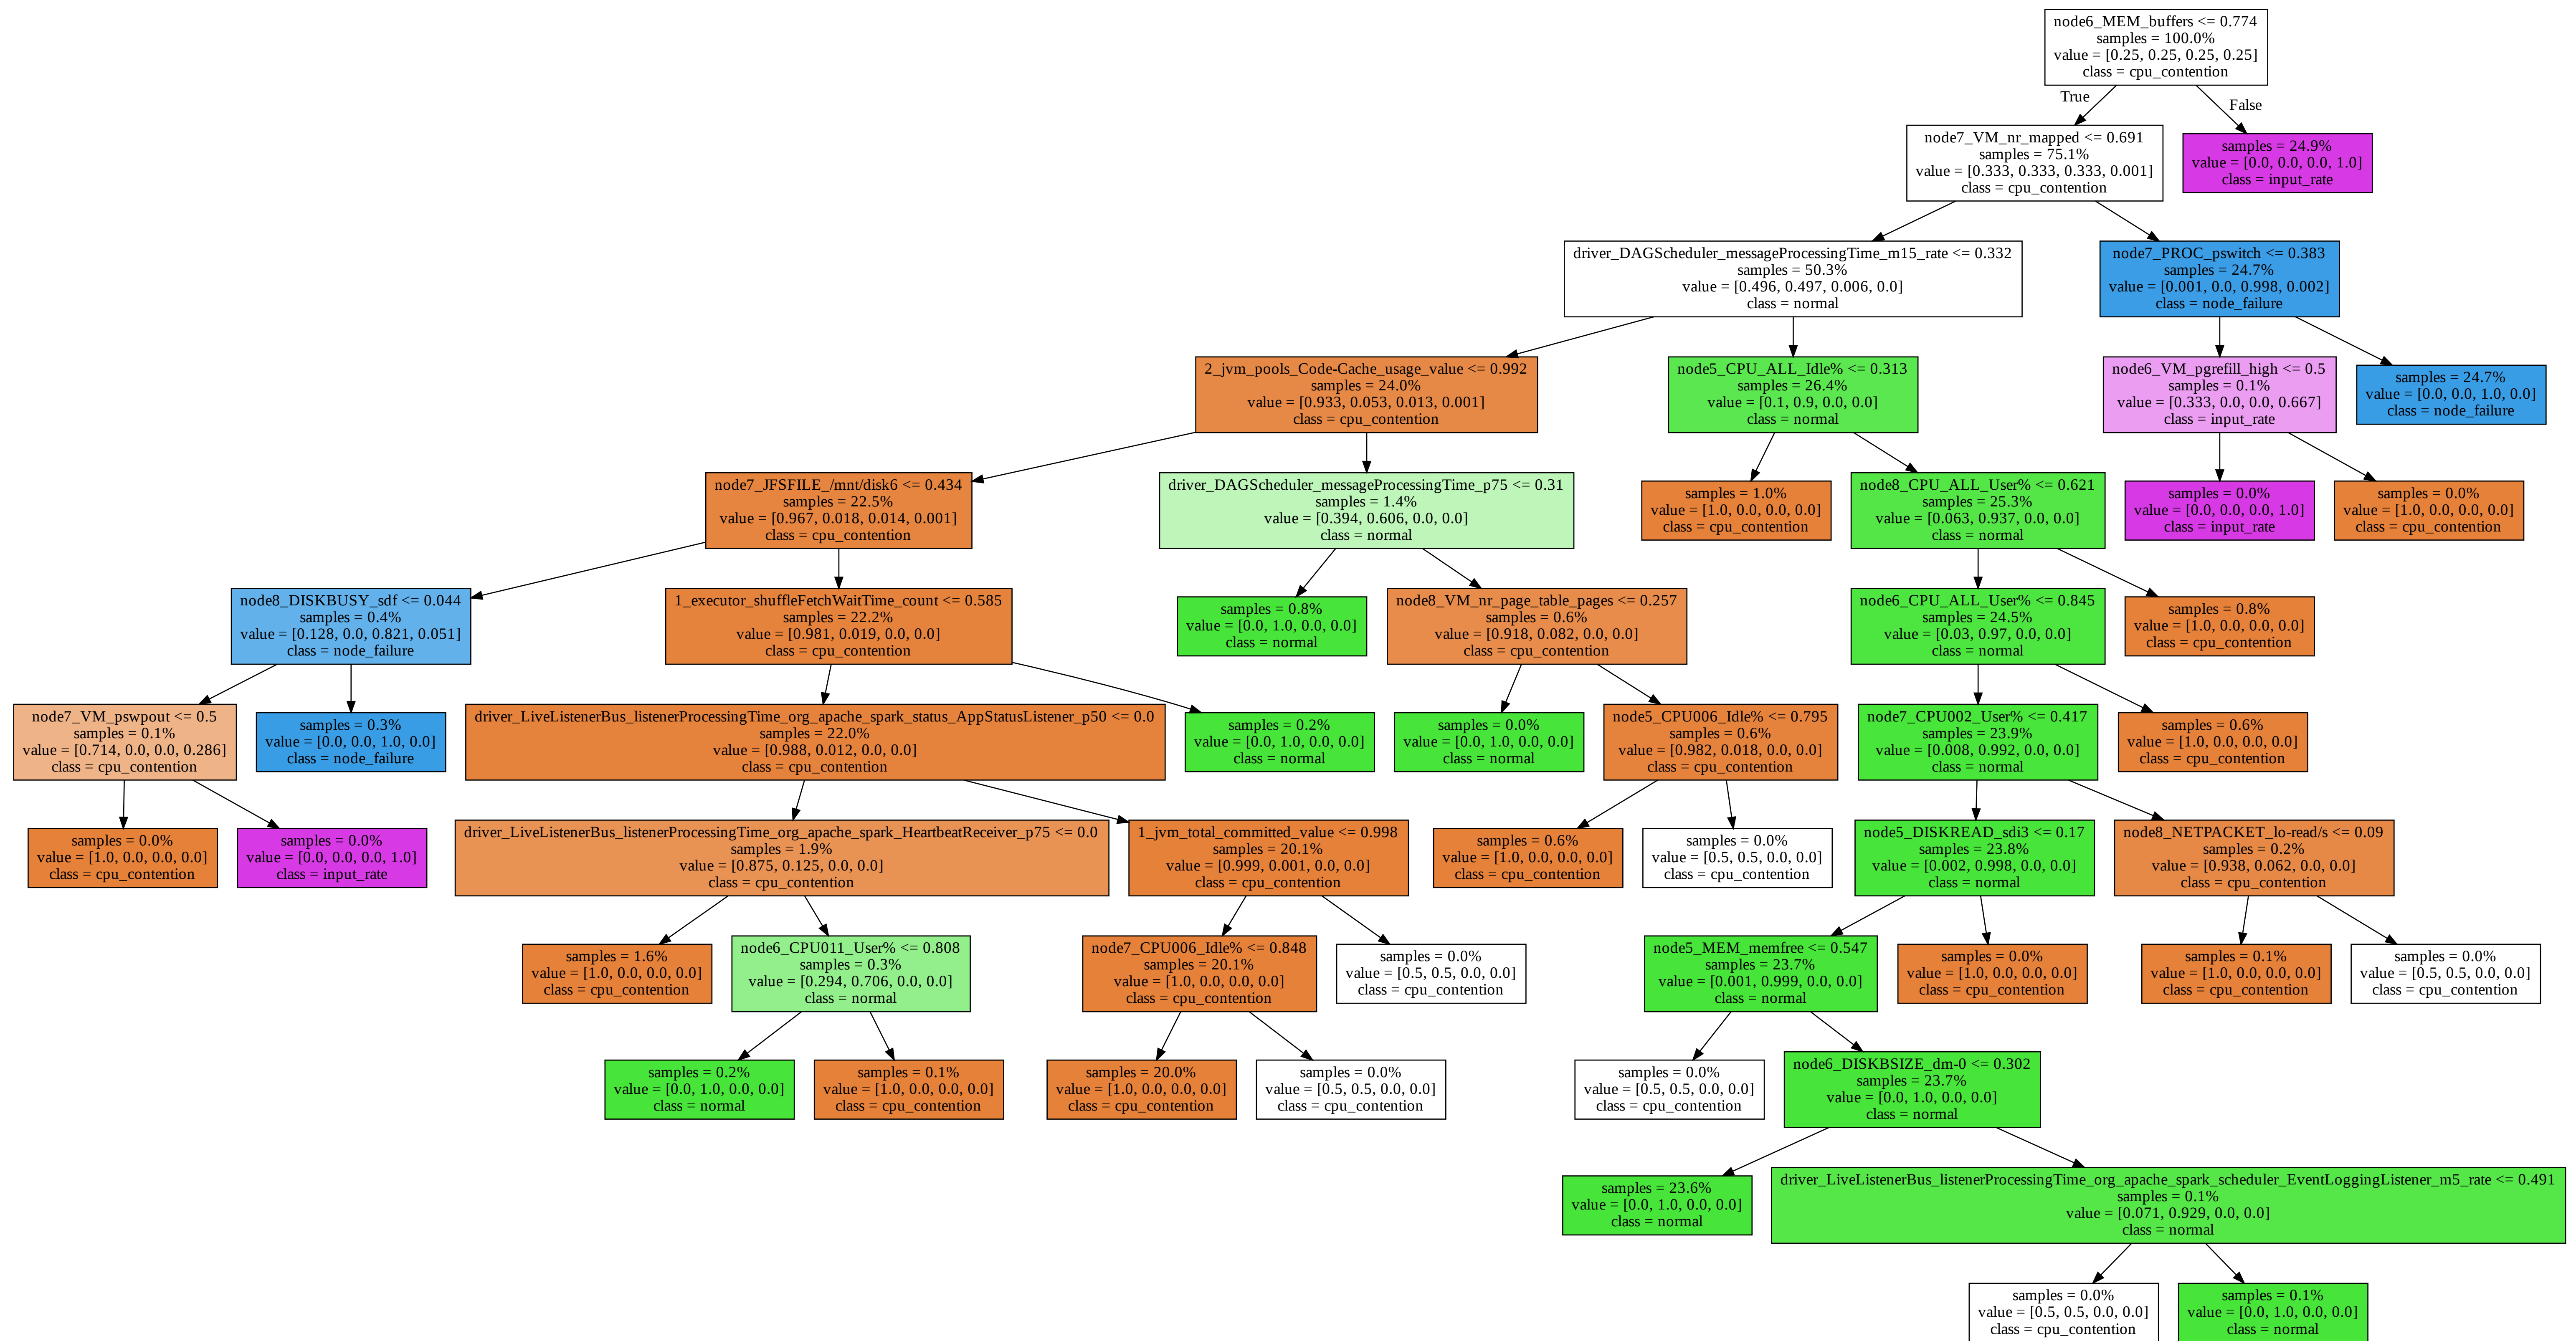 node6_MEM_buffers <= 0.774
samples = 100.0%
value = [0.25, 0.25, 0.25, 0.25]
class = cpu_contention
True
False
node7_VM_nr_mapped <= 0.691
samples = 75.1%
value = [0.333, 0.333, 0.333, 0.001]
class = cpu_contention
samples = 24.9%
value = [0.0, 0.0, 0.0, 1.0]
class = input_rate
driver_DAGScheduler_messageProcessingTime_m15_rate <= 0.332
samples = 50.3%
value = [0.496, 0.497, 0.006, 0.0]
class = normal
node7_PROC_pswitch <= 0.383
samples = 24.7%
value = [0.001, 0.0, 0.998, 0.002]
class = node_failure
2_jvm_pools_Code-Cache_usage_value <= 0.992
samples = 24.0%
value = [0.933, 0.053, 0.013, 0.001]
class = cpu_contention
node5_CPU_ALL_Idle% <= 0.313
samples = 26.4%
value = [0.1, 0.9, 0.0, 0.0]
class = normal
node6_VM_pgrefill_high <= 0.5
samples = 0.1%
value = [0.333, 0.0, 0.0, 0.667]
class = input_rate
samples = 24.7%
value = [0.0, 0.0, 1.0, 0.0]
class = node_failure
node7_JFSFILE_/mnt/disk6 <= 0.434
samples = 22.5%
value = [0.967, 0.018, 0.014, 0.001]
class = cpu_contention
driver_DAGScheduler_messageProcessingTime_p75 <= 0.31
samples = 1.4%
value = [0.394, 0.606, 0.0, 0.0]
class = normal
samples = 1.0%
value = [1.0, 0.0, 0.0, 0.0]
class = cpu_contention
node8_CPU_ALL_User% <= 0.621
samples = 25.3%
value = [0.063, 0.937, 0.0, 0.0]
class = normal
samples = 0.0%
value = [0.0, 0.0, 0.0, 1.0]
class = input_rate
samples = 0.0%
value = [1.0, 0.0, 0.0, 0.0]
class = cpu_contention
node8_DISKBUSY_sdf <= 0.044
samples = 0.4%
value = [0.128, 0.0, 0.821, 0.051]
class = node_failure
1_executor_shuffleFetchWaitTime_count <= 0.585
samples = 22.2%
value = [0.981, 0.019, 0.0, 0.0]
class = cpu_contention
samples = 0.8%
value = [0.0, 1.0, 0.0, 0.0]
class = normal
node8_VM_nr_page_table_pages <= 0.257
samples = 0.6%
value = [0.918, 0.082, 0.0, 0.0]
class = cpu_contention
node6_CPU_ALL_User% <= 0.845
samples = 24.5%
value = [0.03, 0.97, 0.0, 0.0]
class = normal
samples = 0.8%
value = [1.0, 0.0, 0.0, 0.0]
class = cpu_contention
node7_VM_pswpout <= 0.5
samples = 0.1%
value = [0.714, 0.0, 0.0, 0.286]
class = cpu_contention
samples = 0.3%
value = [0.0, 0.0, 1.0, 0.0]
class = node_failure
driver_LiveListenerBus_listenerProcessingTime_org_apache_spark_status_AppStatusListener_p50 <= 0.0
samples = 22.0%
value = [0.988, 0.012, 0.0, 0.0]
class = cpu_contention
samples = 0.2%
value = [0.0, 1.0, 0.0, 0.0]
class = normal
samples = 0.0%
value = [0.0, 1.0, 0.0, 0.0]
class = normal
node5_CPU006_Idle% <= 0.795
samples = 0.6%
value = [0.982, 0.018, 0.0, 0.0]
class = cpu_contention
node7_CPU002_User% <= 0.417
samples = 23.9%
value = [0.008, 0.992, 0.0, 0.0]
class = normal
samples = 0.6%
value = [1.0, 0.0, 0.0, 0.0]
class = cpu_contention
samples = 0.0%
value = [1.0, 0.0, 0.0, 0.0]
class = cpu_contention
samples = 0.0%
value = [0.0, 0.0, 0.0, 1.0]
class = input_rate
driver_LiveListenerBus_listenerProcessingTime_org_apache_spark_HeartbeatReceiver_p75 <= 0.0
samples = 1.9%
value = [0.875, 0.125, 0.0, 0.0]
class = cpu_contention
1_jvm_total_committed_value <= 0.998
samples = 20.1%
value = [0.999, 0.001, 0.0, 0.0]
class = cpu_contention
samples = 0.6%
value = [1.0, 0.0, 0.0, 0.0]
class = cpu_contention
samples = 0.0%
value = [0.5, 0.5, 0.0, 0.0]
class = cpu_contention
node5_DISKREAD_sdi3 <= 0.17
samples = 23.8%
value = [0.002, 0.998, 0.0, 0.0]
class = normal
node8_NETPACKET_lo-read/s <= 0.09
samples = 0.2%
value = [0.938, 0.062, 0.0, 0.0]
class = cpu_contention
samples = 1.6%
value = [1.0, 0.0, 0.0, 0.0]
class = cpu_contention
node6_CPU011_User% <= 0.808
samples = 0.3%
value = [0.294, 0.706, 0.0, 0.0]
class = normal
node7_CPU006_Idle% <= 0.848
samples = 20.1%
value = [1.0, 0.0, 0.0, 0.0]
class = cpu_contention
samples = 0.0%
value = [0.5, 0.5, 0.0, 0.0]
class = cpu_contention
node5_MEM_memfree <= 0.547
samples = 23.7%
value = [0.001, 0.999, 0.0, 0.0]
class = normal
samples = 0.0%
value = [1.0, 0.0, 0.0, 0.0]
class = cpu_contention
samples = 0.1%
value = [1.0, 0.0, 0.0, 0.0]
class = cpu_contention
samples = 0.0%
value = [0.5, 0.5, 0.0, 0.0]
class = cpu_contention
samples = 0.2%
value = [0.0, 1.0, 0.0, 0.0]
class = normal
samples = 0.1%
value = [1.0, 0.0, 0.0, 0.0]
class = cpu_contention
samples = 20.0%
value = [1.0, 0.0, 0.0, 0.0]
class = cpu_contention
samples = 0.0%
value = [0.5, 0.5, 0.0, 0.0]
class = cpu_contention
samples = 0.0%
value = [0.5, 0.5, 0.0, 0.0]
class = cpu_contention
node6_DISKBSIZE_dm-0 <= 0.302
samples = 23.7%
value = [0.0, 1.0, 0.0, 0.0]
class = normal
samples = 23.6%
value = [0.0, 1.0, 0.0, 0.0]
class = normal
driver_LiveListenerBus_listenerProcessingTime_org_apache_spark_scheduler_EventLoggingListener_m5_rate <= 0.491
samples = 0.1%
value = [0.071, 0.929, 0.0, 0.0]
class = normal
samples = 0.0%
value = [0.5, 0.5, 0.0, 0.0]
class = cpu_contention
samples = 0.1%
value = [0.0, 1.0, 0.0, 0.0]
class = normal